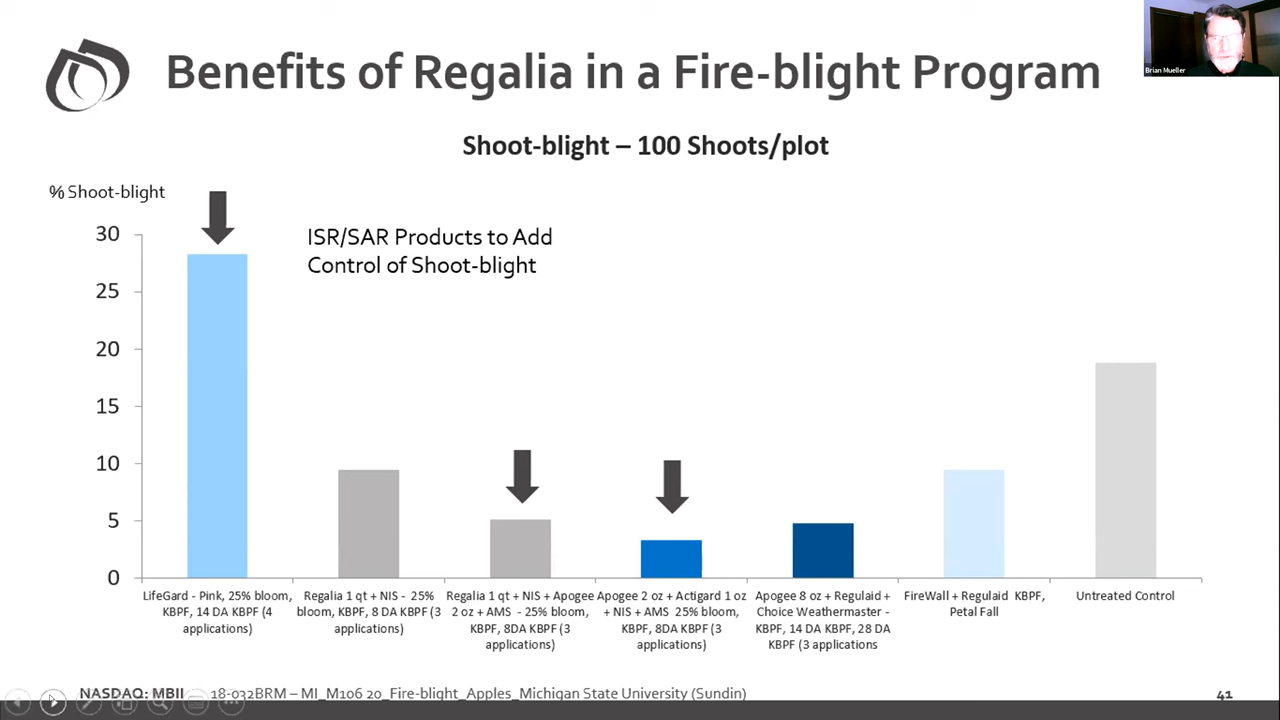 Brian Mueller
Benefits of Regalia in a Fire-blight Program
Shoot-blight – 100 Shoots/plot
% Shoot-blight
ISR/SAR Products to Add
Control of Shoot-blight
30
25
20
15
10
5
0
LifeGard - Pink, 25% bloom,
KBPF, 14 DA KBPF (4
applications)
Regalia 1 qt + NIS - 25%
bloom, KBPF, 8 DA KBPF (3
applications)
Regalia 1 qt + NIS + Apogee
2 oz + AMS - 25% bloom,
KBPF, 8DA KBPF (3
applications)
Apogee 2 oz + Actigard 1 oz
+ NIS + AMS 25% bloom,
KBPF, 8DA KBPF (3
applications)
Apogee 8 oz + Regulaid +
Choice Weathermaster -
KBPF, 14 DA KBPF, 28 DA
KBPF (3 applications
FireWall + Regulaid KBPF,
Petal Fall
Untreated Control
NASDAQ: MBII 18-032BRM – MI_M106 20_Fire-blight_Apples_Michigan State University (Sundin) 41